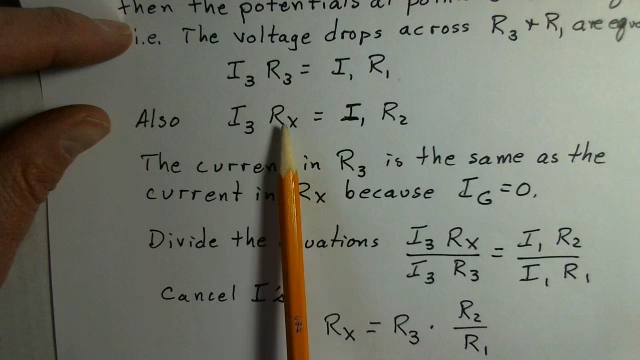 then the potentials at
i.e. The voltage drops across R3 & R1 are
I3 R3 = I1 R1
Also I3 Rx = I1 R2
The current in R3 is the same as the
current in Rx because IG = 0.
Divide the I3 Rx / I3 R3 = I1 R2 / I1 R1
Cancel
Rx = R3 · R2 / R1